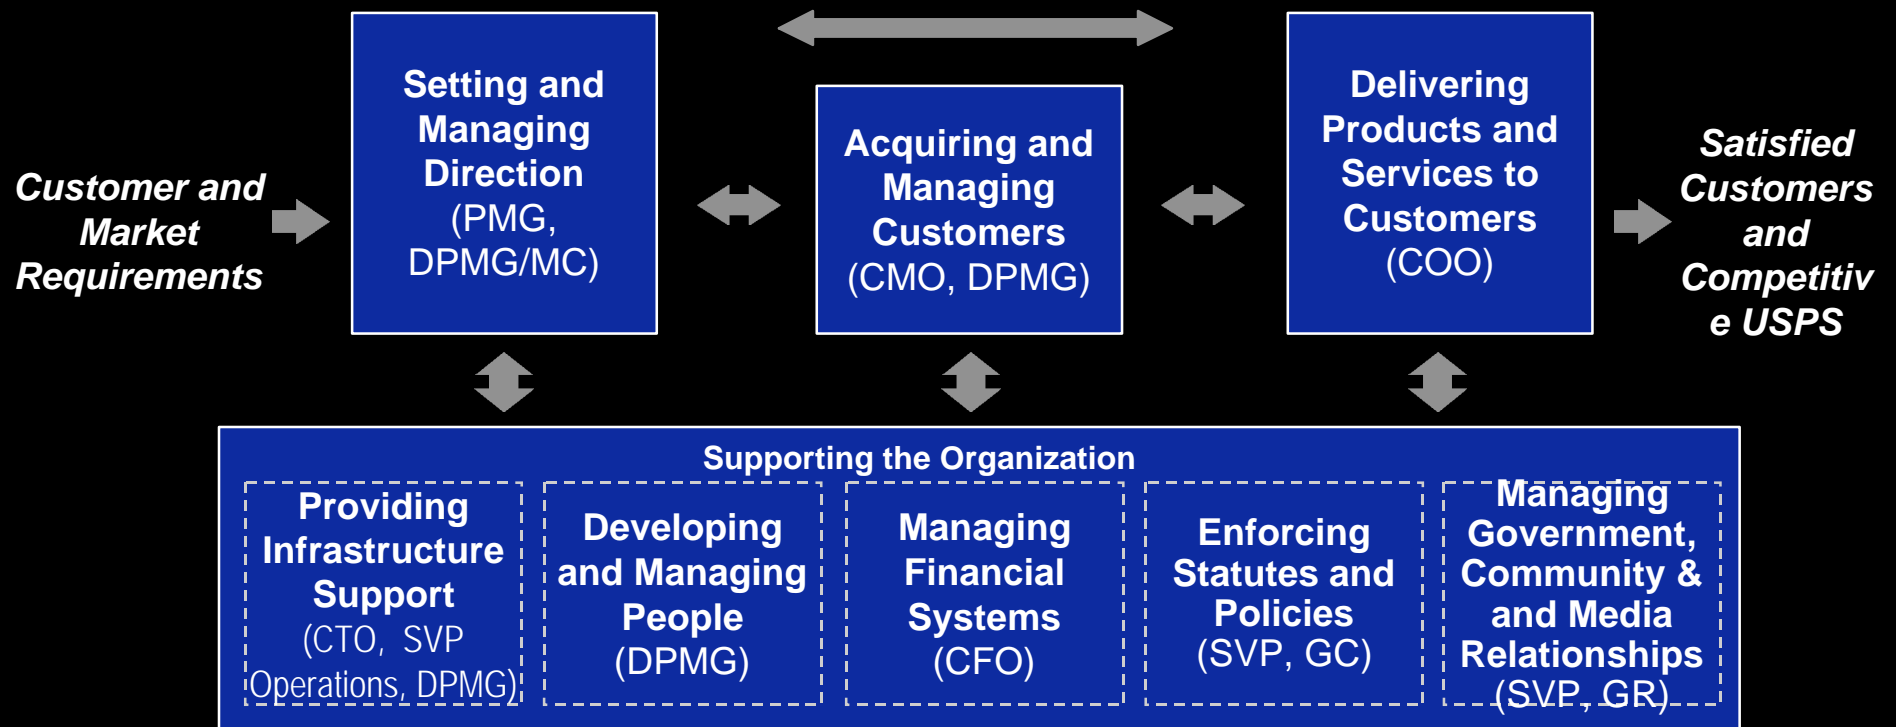 Customer and
Market
Requirements
Setting and
Managing
Direction
(PMG,
DPMG/MC)
Acquiring and
Managing
Customers
(CMO, DPMG)
Delivering
Products and
Services to
Customers
(COO)
Satisfied
Customers
and
Competitiv
e USPS
Supporting the Organization
Providing
Infrastructure
Support
(CTO, SVP
Operations, DPMG)
Developing
and Managing
People
(DPMG)
Managing
Financial
Systems
(CFO)
Enforcing
Statutes and
Policies
(SVP, GC)
Managing
Government,
Community &
and Media
Relationships
(SVP, GR)